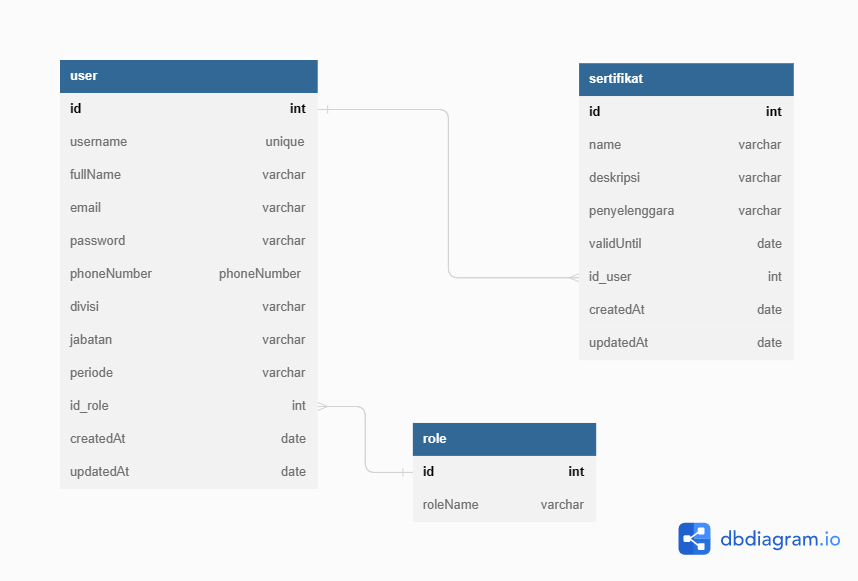 user
id int
username unique
fullName varchar
email varchar
password varchar
phoneNumber phoneNumber
divisi varchar
jabatan varchar
periode varchar
id_role int
createdAt date
updatedAt date
sertifikat
id int
name varchar
deskripsi varchar
penyelenggara varchar
validUntil date
id_user int
createdAt date
updatedAt date
role
id int
roleName varchar
dbdiagram.io